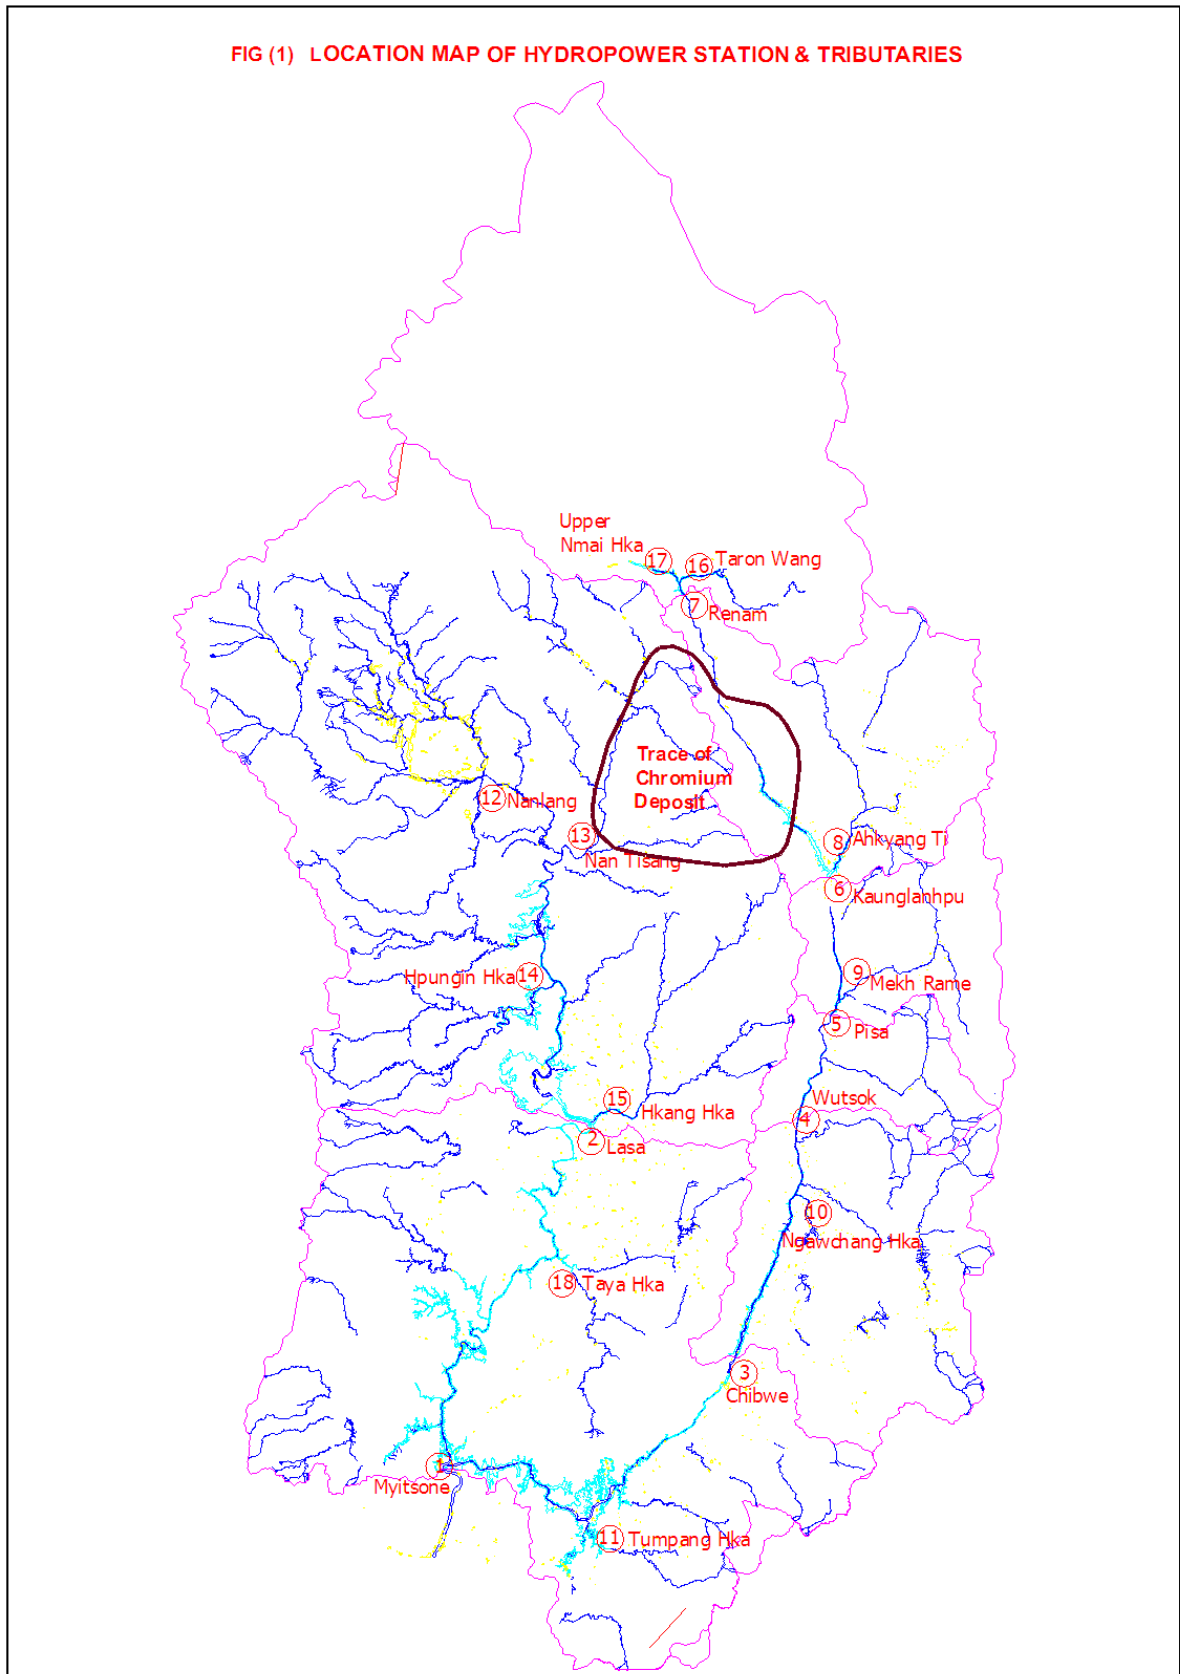 FIG (1) LOCATION MAP OF HYDROPOWER STATION & TRIBUTARIES
Upper
Nmai Hka
17
16
Taron Wang
7
Renam
Trace of
Chromium
Deposit
12 Nanlang
13
Nan Tisang
8 Ahkyang Ti
6 Kaunglanhpu
Hpungin Hka 14
9 Mekh Rame
5 Pisa
15
Hkang Hka
Wutsok
4
2 Lasa
10
Ngawchang Hka
18 Taya Hka
3
Chibwe
1
Myitsone
11 Tumpang Hka